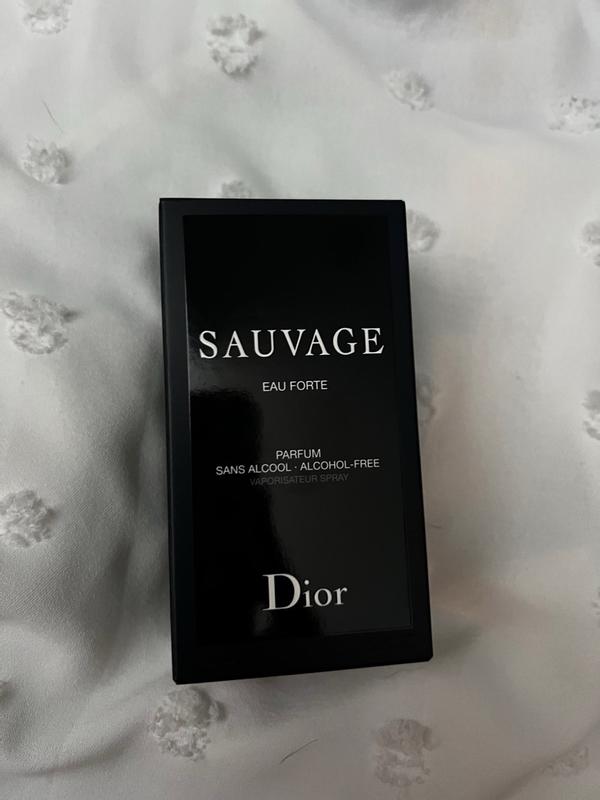 SAUVAGE
EAU FORTE
PARFUM
SANS ALCOOL · ALCOHOL-FREE
VAPORISATEUR SPRAY
Dior